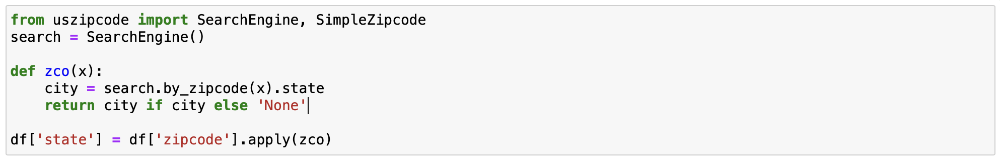 from uszipcode import SearchEngine, SimpleZipcode
search = SearchEngine()

def zco(x):
    city = search.by_zipcode(x).state
    return city if city else 'None'

df['state'] = df['zipcode'].apply(zco)